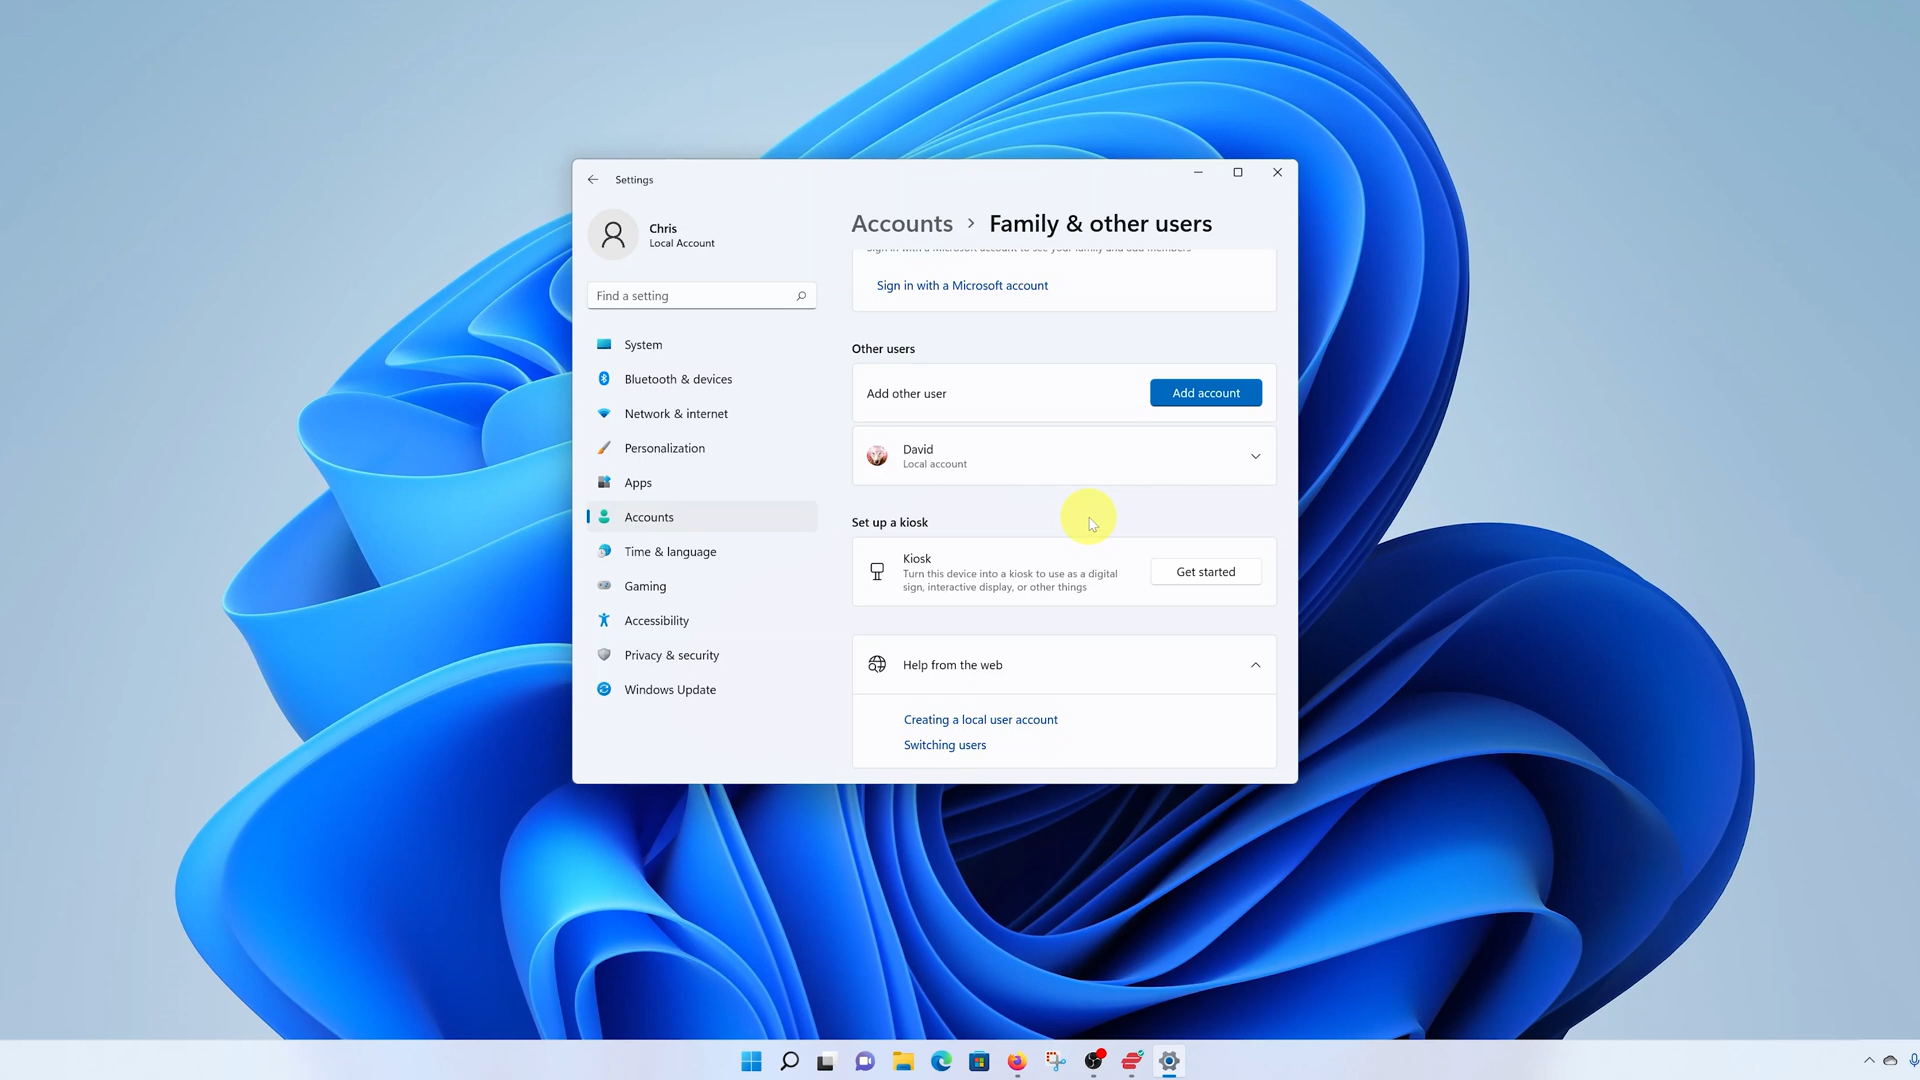 Settings
Chris
Local Account
Find a setting
System
Bluetooth & devices
Network & internet
Personalization
Apps
Accounts
Time & language
Gaming
Accessibility
Privacy & security
Windows Update
Accounts › Family & other users
Sign in with a Microsoft account to see your family and add members
Sign in with a Microsoft account
Other users
Add other user
Add account
David
Local account
Set up a kiosk
Kiosk
Turn this device into a kiosk to use as a digital
sign, interactive display, or other things
Get started
Help from the web
Creating a local user account
Switching users